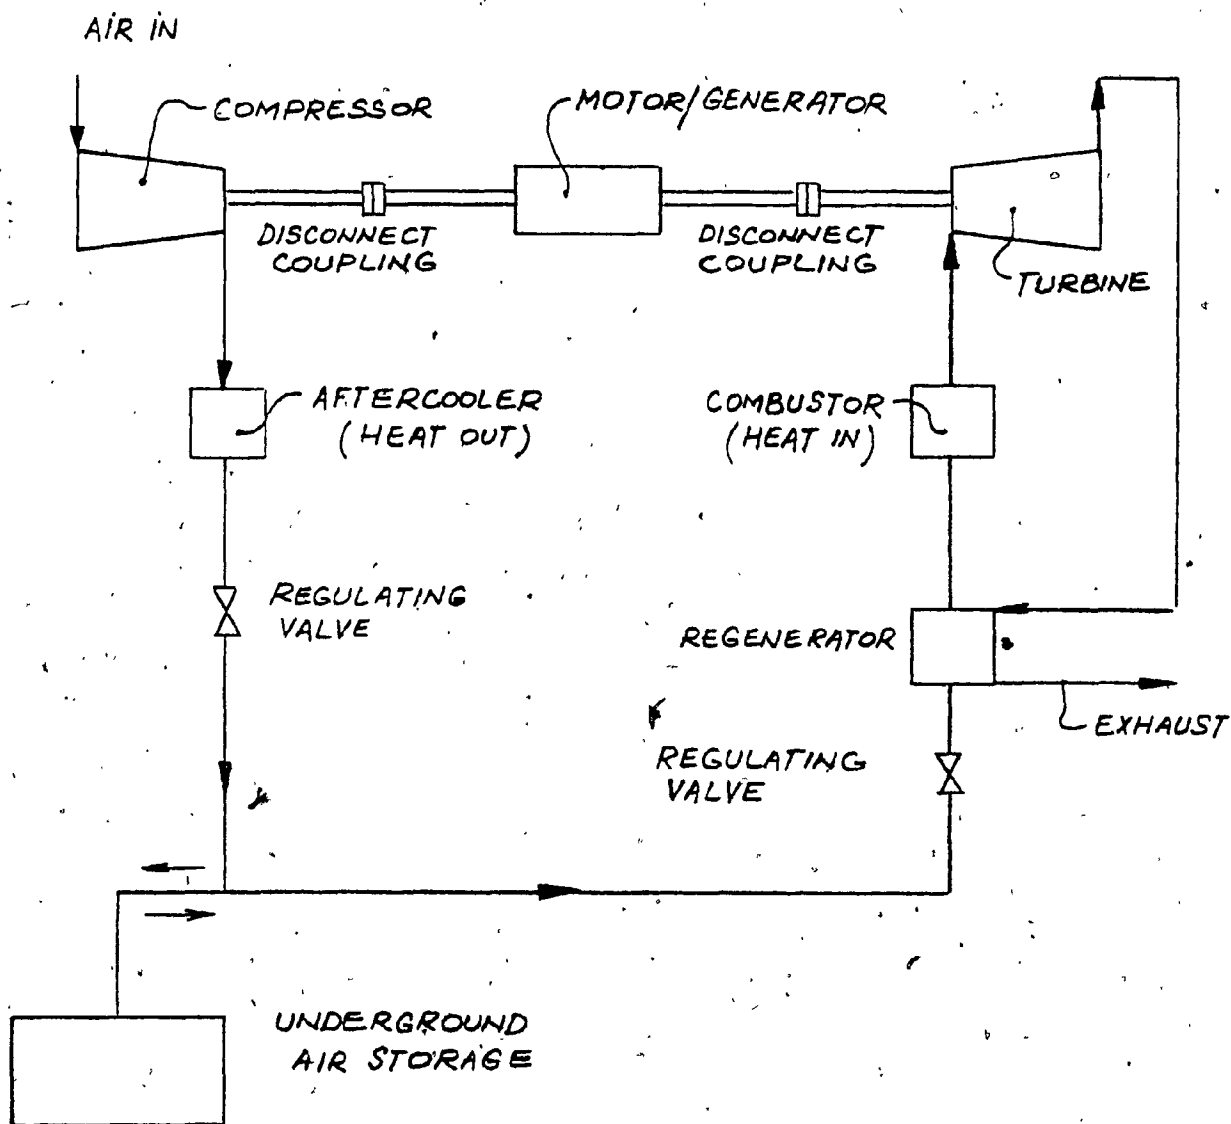 AIR IN
COMPRESSOR
MOTOR/GENERATOR
DISCONNECT
COUPLING
DISCONNECT
COUPLING
TURBINE
AFTERCOOLER
(HEAT OUT)
COMBUSTOR
(HEAT IN)
REGULATING
VALVE
REGENERATOR
EXHAUST
REGULATING
VALVE
UNDERGROUND
AIR STORAGE